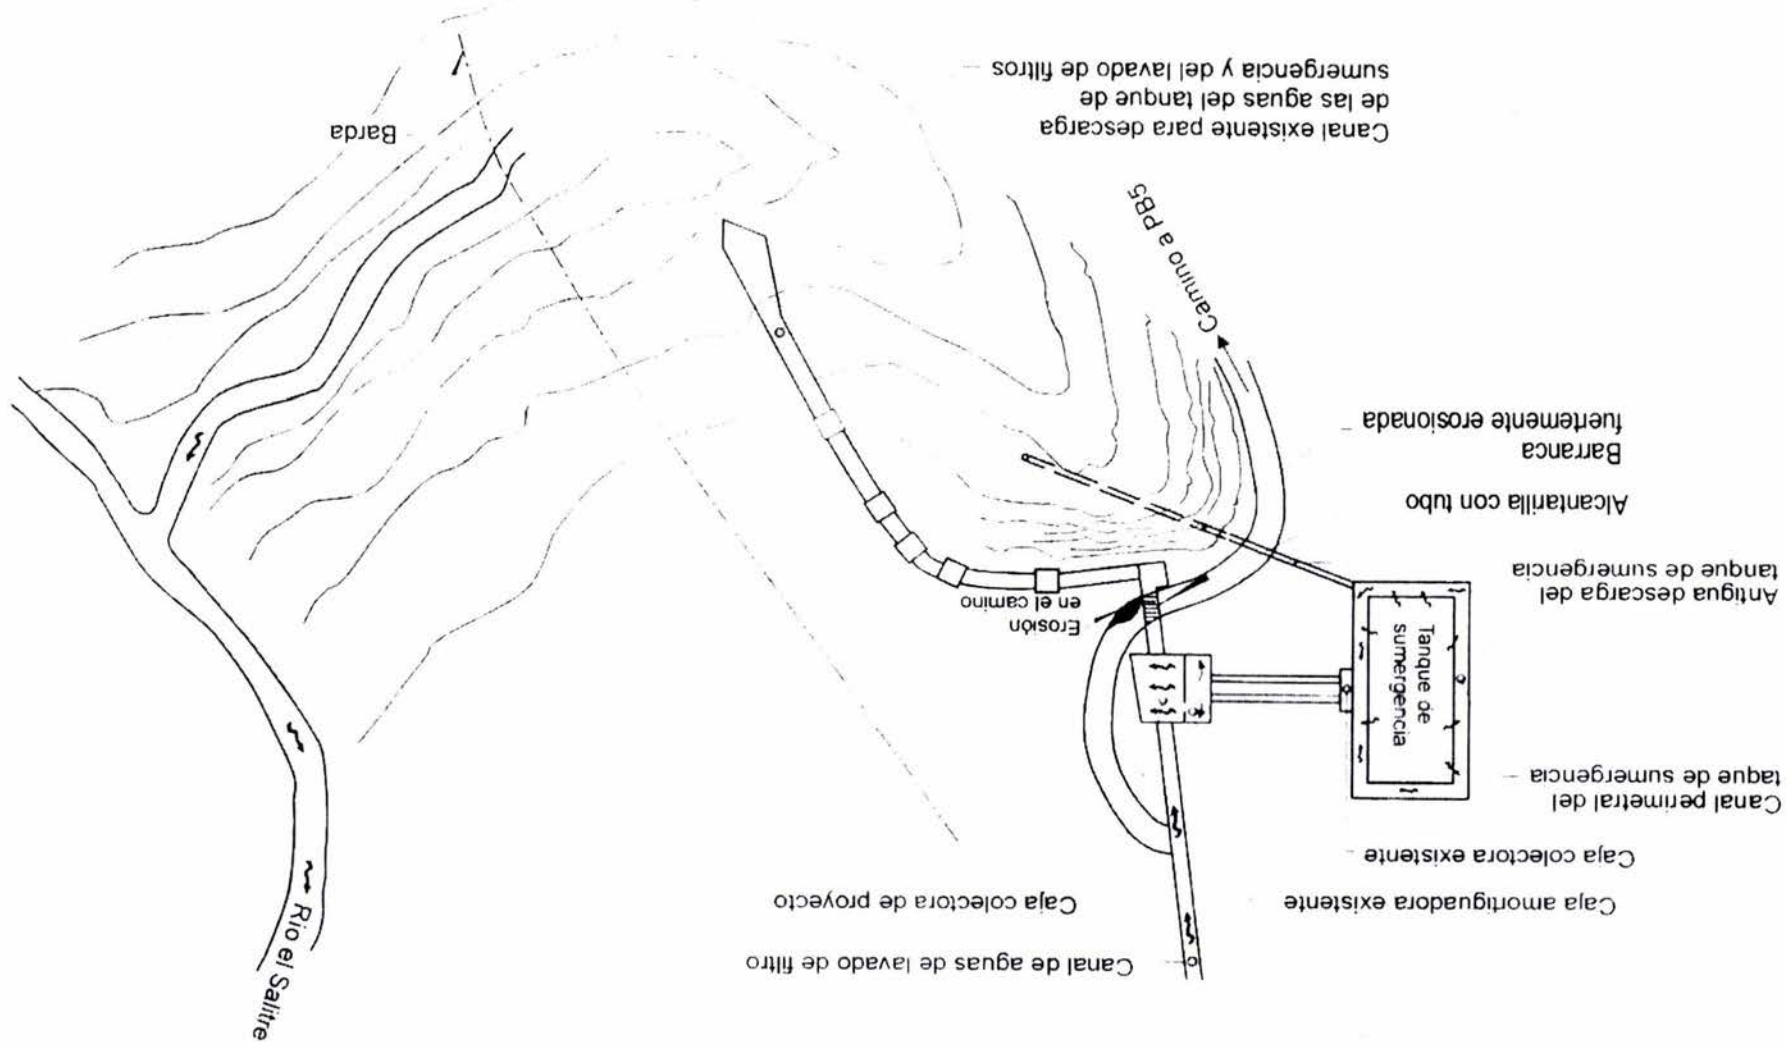 Rio el Salitre
Canal de aguas de lavado de filtro
Caja amortiguadora existente
Caja colectora de proyecto
Caja colectora existente
Canal perimetral del
taque de sumergencia
Tanque de
sumergencia
Erosión
en el camino
Antigua descarga del
tanque de sumergencia
Alcantarilla con tubo
Barranca
fuertemente erosionada
Camino a PB5
Canal existente para descarga
de las aguas del tanque de
sumergencia y del lavado de filtros
Barda